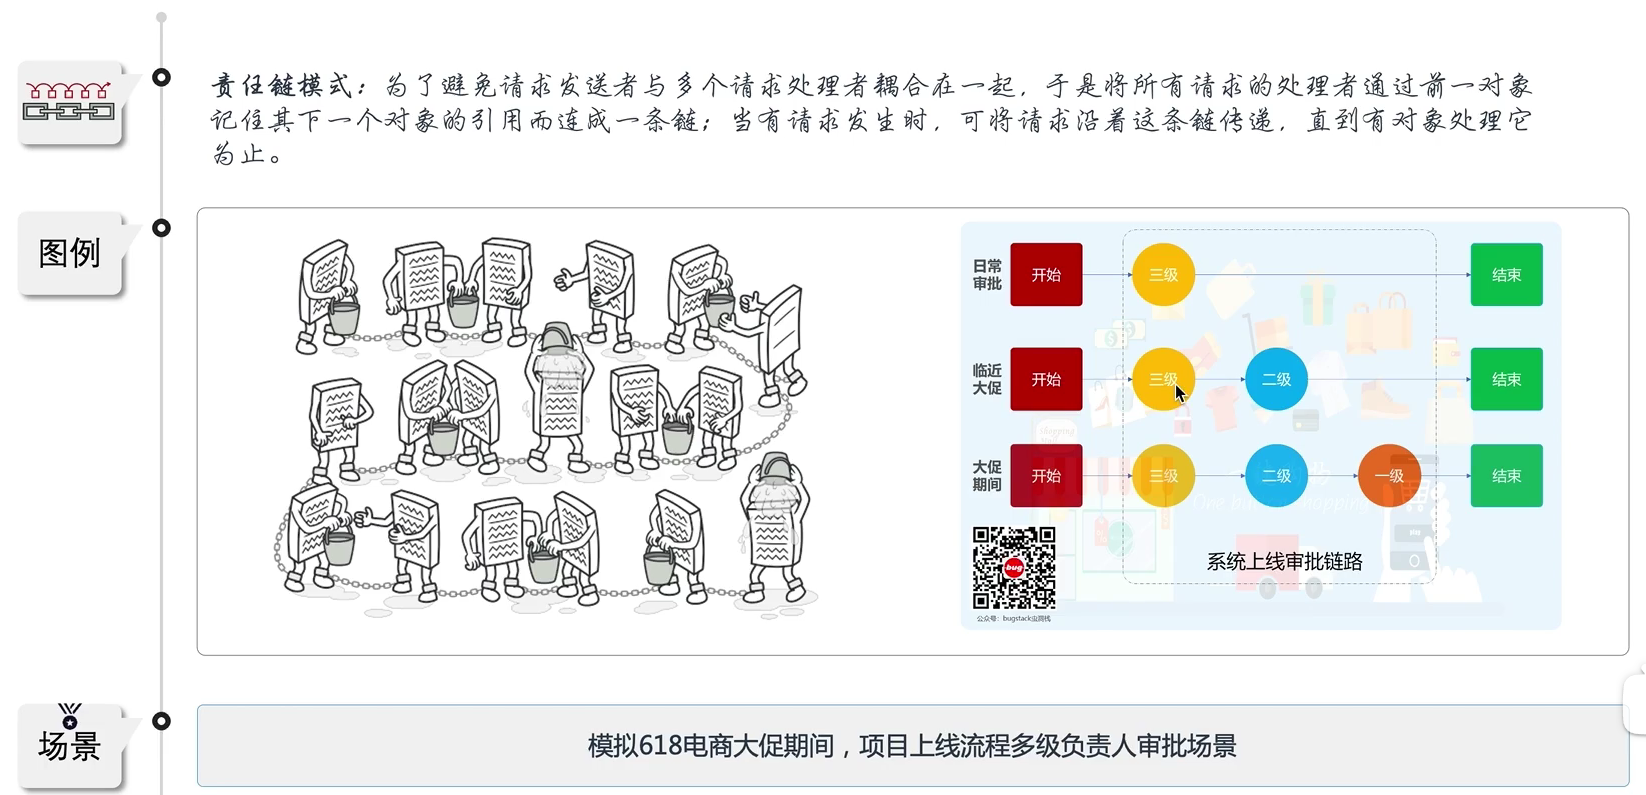 责任链模式：为了避免请求发送者与多个请求处理者耦合在一起，于是将所有请求的处理者通过前一对象
记住其下一个对象的引用而连成一条链；当有请求发生时，可将请求沿着这条链传递，直到有对象处理它
为止。
图例
日常
审批
开始
三级
结束
临近
大促
开始
三级
二级
结束
大促
期间
开始
三级
二级
一级
结束
系统上线审批链路
bug
公众号：bugstack虫洞栈
场景
模拟618电商大促期间，项目上线流程多级负责人审批场景